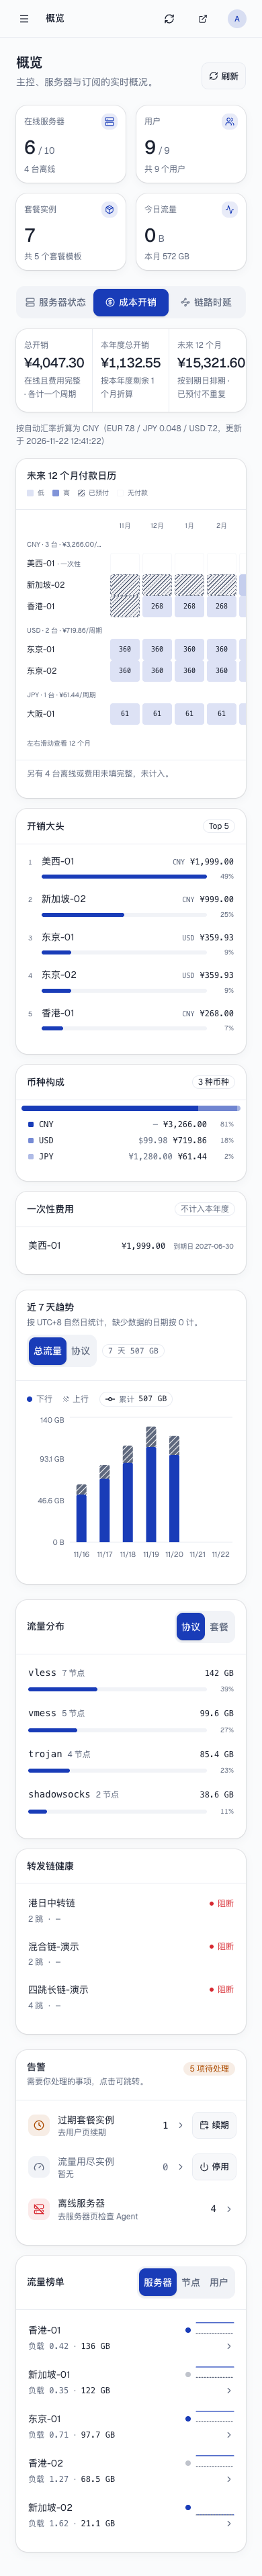 概览
A
概览
主控、服务器与订阅的实时概况。
刷新
在线服务器
6 / 10
4 台离线
用户
9 / 9
共 9 个用户
套餐实例
7
共 5 个套餐模板
今日流量
0 B
本月 572 GB
服务器状态
成本开销
链路时延
总开销
¥4,047.30
在线且费用完整
· 各计一个周期
本年度总开销
¥1,132.55
按本年度剩余 1
个月折算
未来 12 个月
¥15,321.60
按到期日排期 ·
已预付不重复
按自动汇率折算为 CNY（EUR 7.8 / JPY 0.048 / USD 7.2，更新
于 2026-11-22 12:41:22）
未来 12 个月付款日历
低 高 已预付 无付款
11月 12月 1月 2月
CNY · 3 台 · ¥3,266.00/…
美西-01 · 一次性
新加坡-02
香港-01 268 268 268
USD · 2 台 · ¥719.86/周期
东京-01 360 360 360 360
东京-02 360 360 360 360
JPY · 1 台 · ¥61.44/周期
大阪-01 61 61 61 61
左右滑动查看 12 个月
另有 4 台离线或费用未填完整，未计入。
开销大头
Top 5
1 美西-01 CNY ¥1,999.00
49%
2 新加坡-02 CNY ¥999.00
25%
3 东京-01 USD ¥359.93
9%
4 东京-02 USD ¥359.93
9%
5 香港-01 CNY ¥268.00
7%
币种构成
3 种币种
CNY — ¥3,266.00 81%
USD $99.98 ¥719.86 18%
JPY ¥1,280.00 ¥61.44 2%
一次性费用
不计入本年度
美西-01 ¥1,999.00 到期日 2027-06-30
近 7 天趋势
按 UTC+8 自然日统计，缺少数据的日期按 0 计。
总流量 协议
7 天 507 GB
下行 上行 累计 507 GB
140 GB
93.1 GB
46.6 GB
0 B
11/16 11/17 11/18 11/19 11/20 11/21 11/22
流量分布
协议 套餐
vless 7 节点 142 GB
39%
vmess 5 节点 99.6 GB
27%
trojan 4 节点 85.4 GB
23%
shadowsocks 2 节点 38.6 GB
11%
转发链健康
港日中转链 阻断
2 跳 · —
混合链-演示 阻断
2 跳 · —
四跳长链-演示 阻断
4 跳 · —
告警
需要你处理的事项，点击可跳转。
5 项待处理
过期套餐实例
去用户页续期
1
续期
流量用尽实例
暂无
0
停用
离线服务器
去服务器页检查 Agent
4
流量榜单
服务器 节点 用户
香港-01
负载 0.42 · 136 GB
新加坡-01
负载 0.35 · 122 GB
东京-01
负载 0.71 · 97.7 GB
香港-02
负载 1.27 · 68.5 GB
新加坡-02
负载 1.62 · 21.1 GB